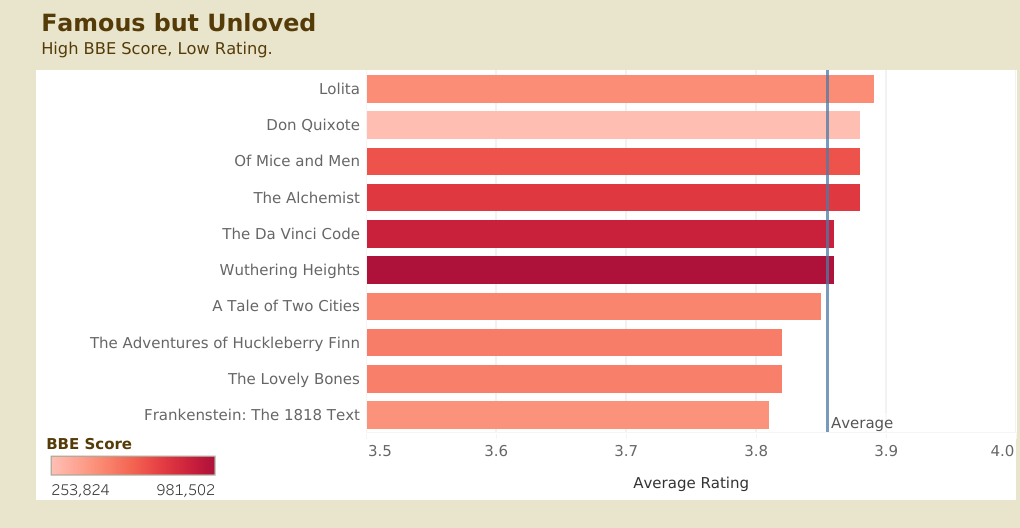 Famous but Unloved
High BBE Score, Low Rating.
Lolita
Don Quixote
Of Mice and Men
The Alchemist
The Da Vinci Code
Wuthering Heights
A Tale of Two Cities
The Adventures of Huckleberry Finn
The Lovely Bones
Frankenstein: The 1818 Text
Average
BBE Score
253,824 981,502
3.5 3.6 3.7 3.8 3.9 4.0
Average Rating